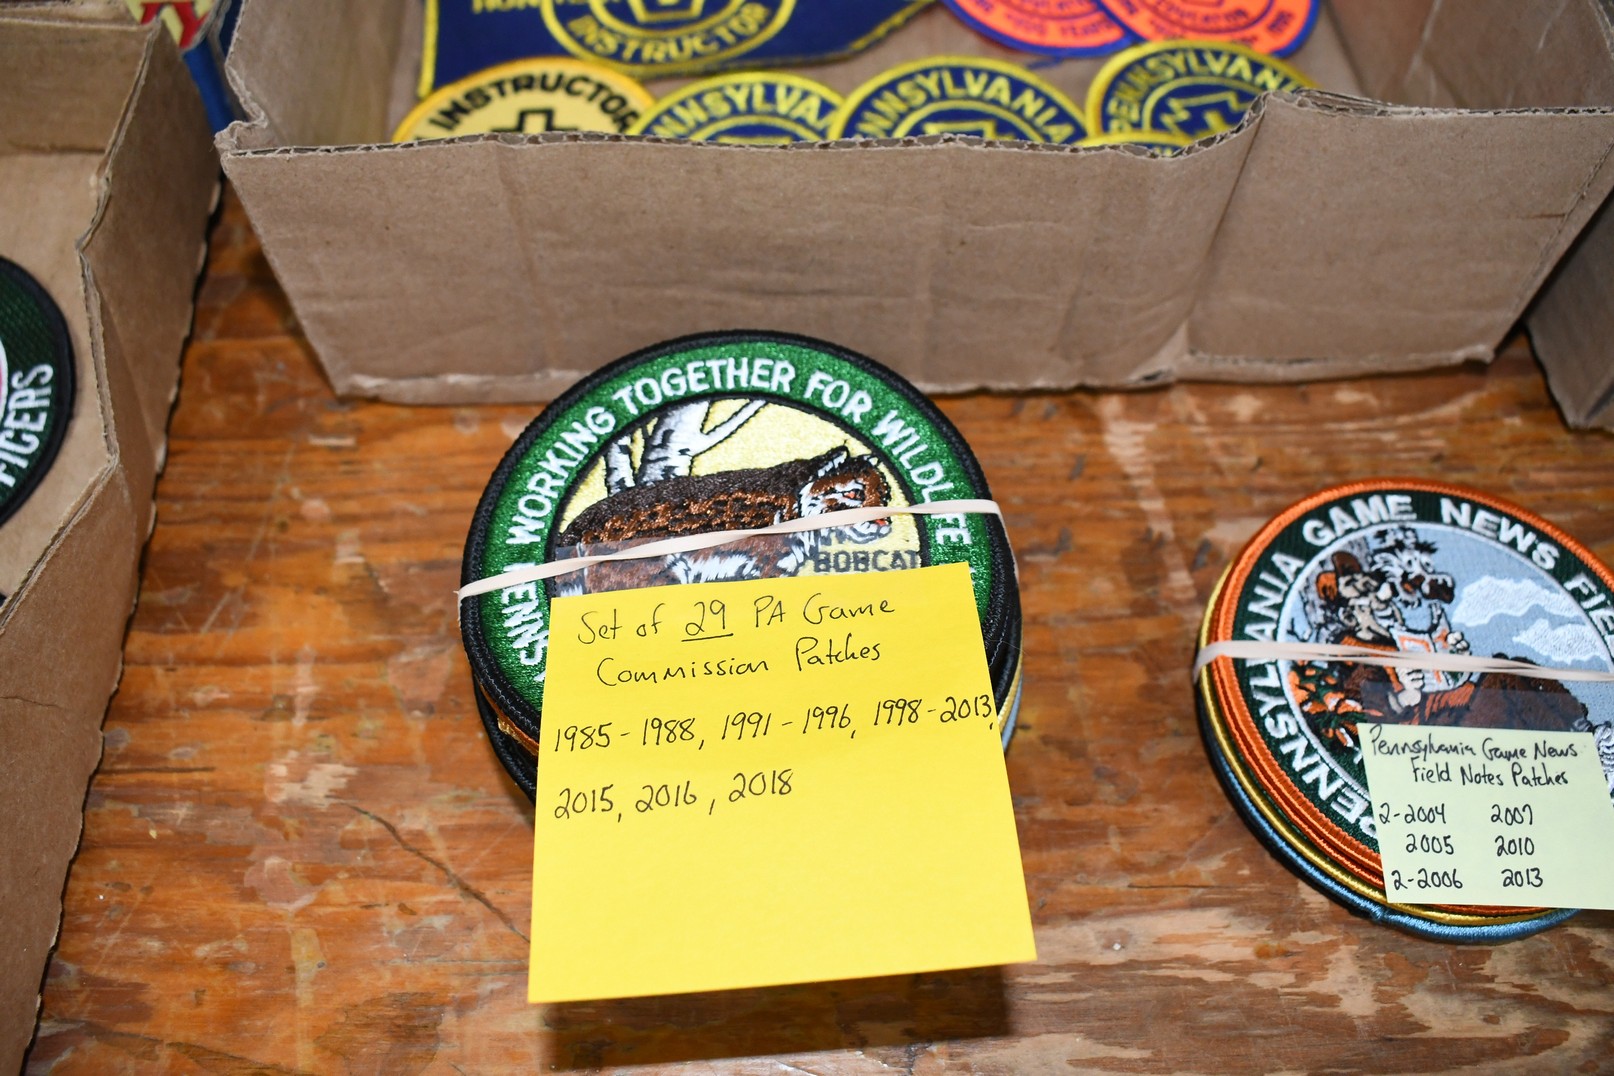 INSTRUCTOR
INSTRUCTOR
PENNSYLVANIA
FICERS
WORKING TOGETHER FOR WILDLIFE
PENNSY
BOBCAT
Set of 29 PA Game
Commission Patches
1985-1988, 1991-1996, 1998-2013,
2015, 2016, 2018
PENNSYLVANIA GAME NEWS FIEL
Pennsylvania Game News
Field Notes Patches
2-2004 2007
2005 2010
2-2006 2013